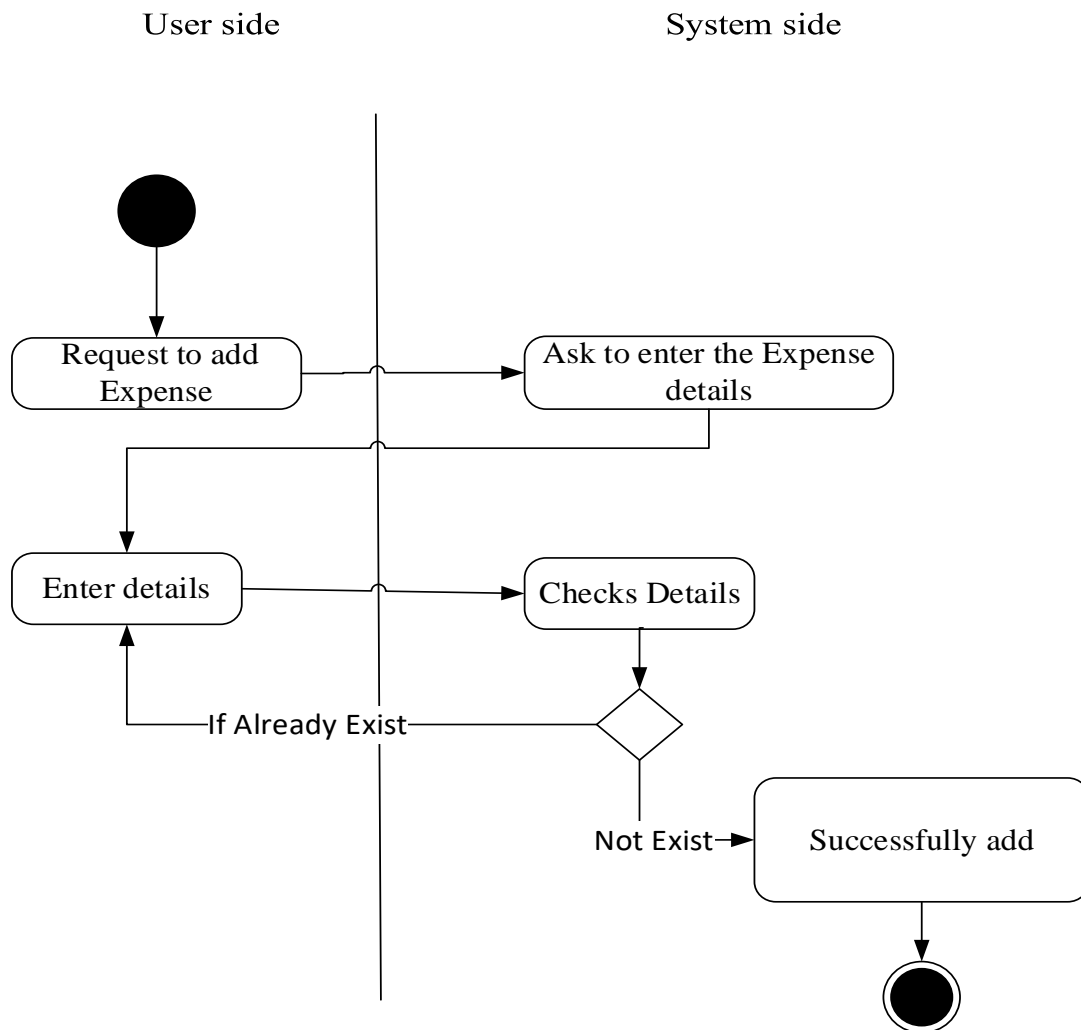 User side
System side
Request to add
Expense
Ask to enter the Expense
details
Enter details
Checks Details
If Already Exist
Not Exist
Successfully add